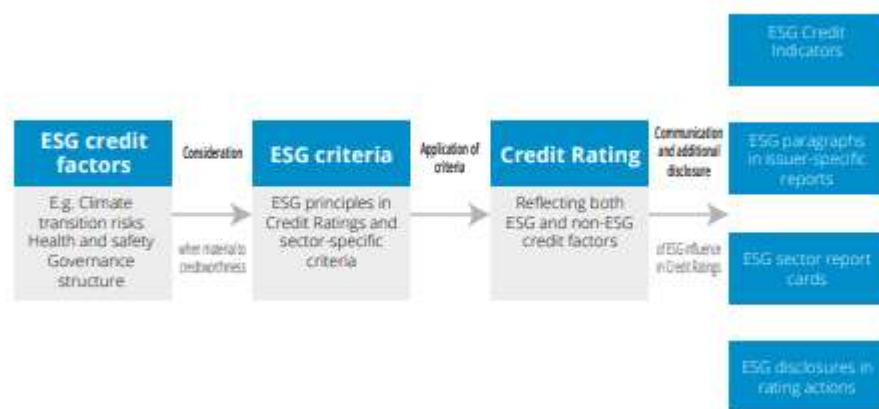 ESG credit
factors
E.g. Climate
transition risks
Health and safety
Governance
structure
Consideration
when material to
creditworthiness
ESG criteria
ESG principles in
Credit Ratings and
sector-specific
criteria
Application of
criteria
Credit Rating
Reflecting both
ESG and non-ESG
credit factors
Communication
and additional
disclosure
of ESG influence
in Credit Ratings
ESG Credit
Indicators
ESG paragraphs
in issuer-specific
reports
ESG sector report
cards
ESG disclosures in
rating actions